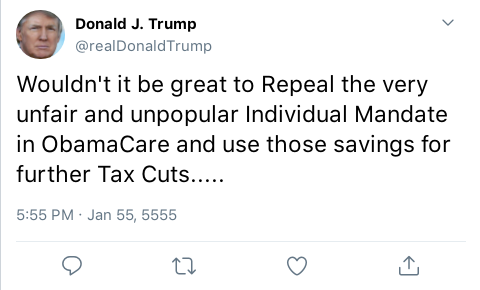 Donald J. Trump
@realDonaldTrump
Wouldn't it be great to Repeal the very
unfair and unpopular Individual Mandate
in ObamaCare and use those savings for
further Tax Cuts.....
5:55 PM · Jan 55, 5555